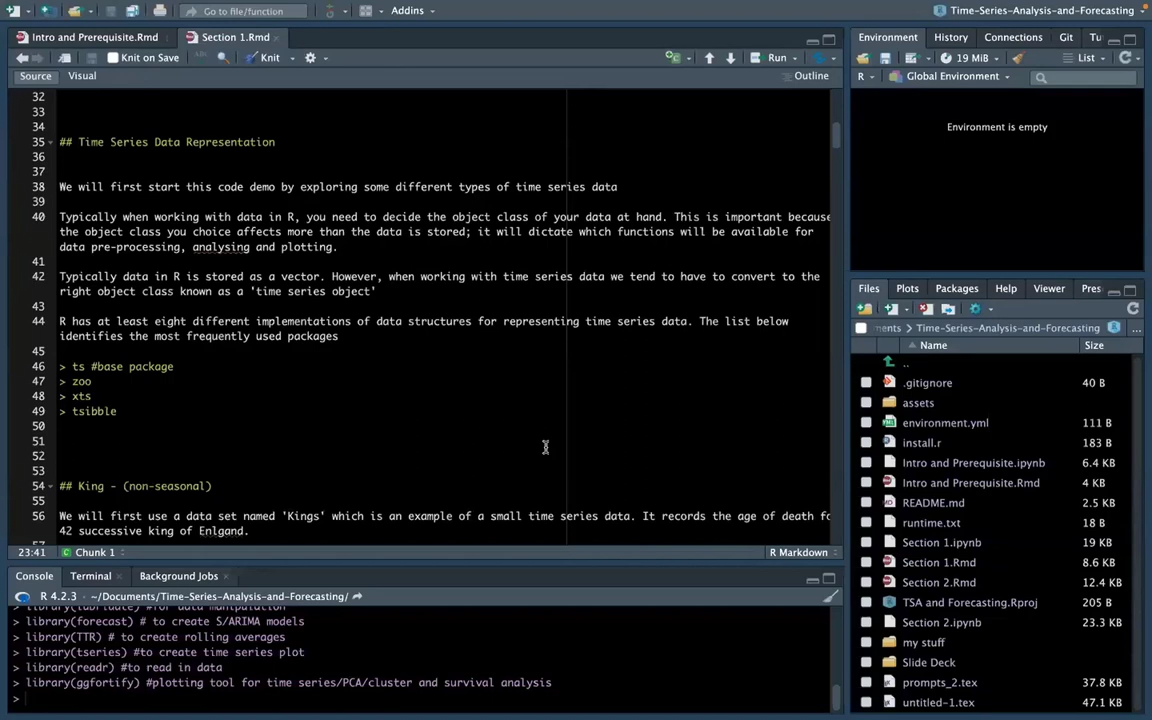 Go to file/function
Addins
Time-Series-Analysis-and-Forecasting
Intro and Prerequisite.Rmd
Section 1.Rmd
Knit on Save
Knit
Run
Source
Visual
Outline
32
33
34
35 ## Time Series Data Representation
36
37
38 We will first start this code demo by exploring some different types of time series data
39
40 Typically when working with data in R, you need to decide the object class of your data at hand. This is important because
the object class you choice affects more than the data is stored; it will dictate which functions will be available for
data pre-processing, analysing and plotting.
41
42 Typically data in R is stored as a vector. However, when working with time series data we tend to have to convert to the
right object class known as a 'time series object'
43
44 R has at least eight different implementations of data structures for representing time series data. The list below
identifies the most frequently used packages
45
46 > ts #base package
47 > zoo
48 > xts
49 > tsibble
50
51
52
53
54 ## King - (non-seasonal)
55
56 We will first use a data set named 'Kings' which is an example of a small time series data. It records the age of death fo
42 successive king of Enlgand.
23:41
Chunk 1
R Markdown
Console
Terminal
Background Jobs
R 4.2.3 . ~/Documents/Time-Series-Analysis-and-Forecasting/
> library(lubridate) #for data manipulation
> library(forecast) # to create S/ARIMA models
> library(TTR) # to create rolling averages
> library(tseries) #to create time series plot
> library(readr) #to read in data
> library(ggfortify) #plotting tool for time series/PCA/cluster and survival analysis
>
Environment
History
Connections
Git
Tu
19 MiB
List
R
Global Environment
Environment is empty
Files
Plots
Packages
Help
Viewer
Pres
ments > Time-Series-Analysis-and-Forecasting
...
Name
Size
..
.gitignore 40 B
assets
environment.yml 111 B
install.r 183 B
Intro and Prerequisite.ipynb 6.4 KB
Intro and Prerequisite.Rmd 4 KB
README.md 2.5 KB
runtime.txt 18 B
Section 1.ipynb 19 KB
Section 1.Rmd 8.6 KB
Section 2.Rmd 12.4 KB
TSA and Forecasting.Rproj 205 B
Section 2.ipynb 23.3 KB
my stuff
Slide Deck
prompts_2.tex 37.8 KB
untitled-1.tex 47.1 KB